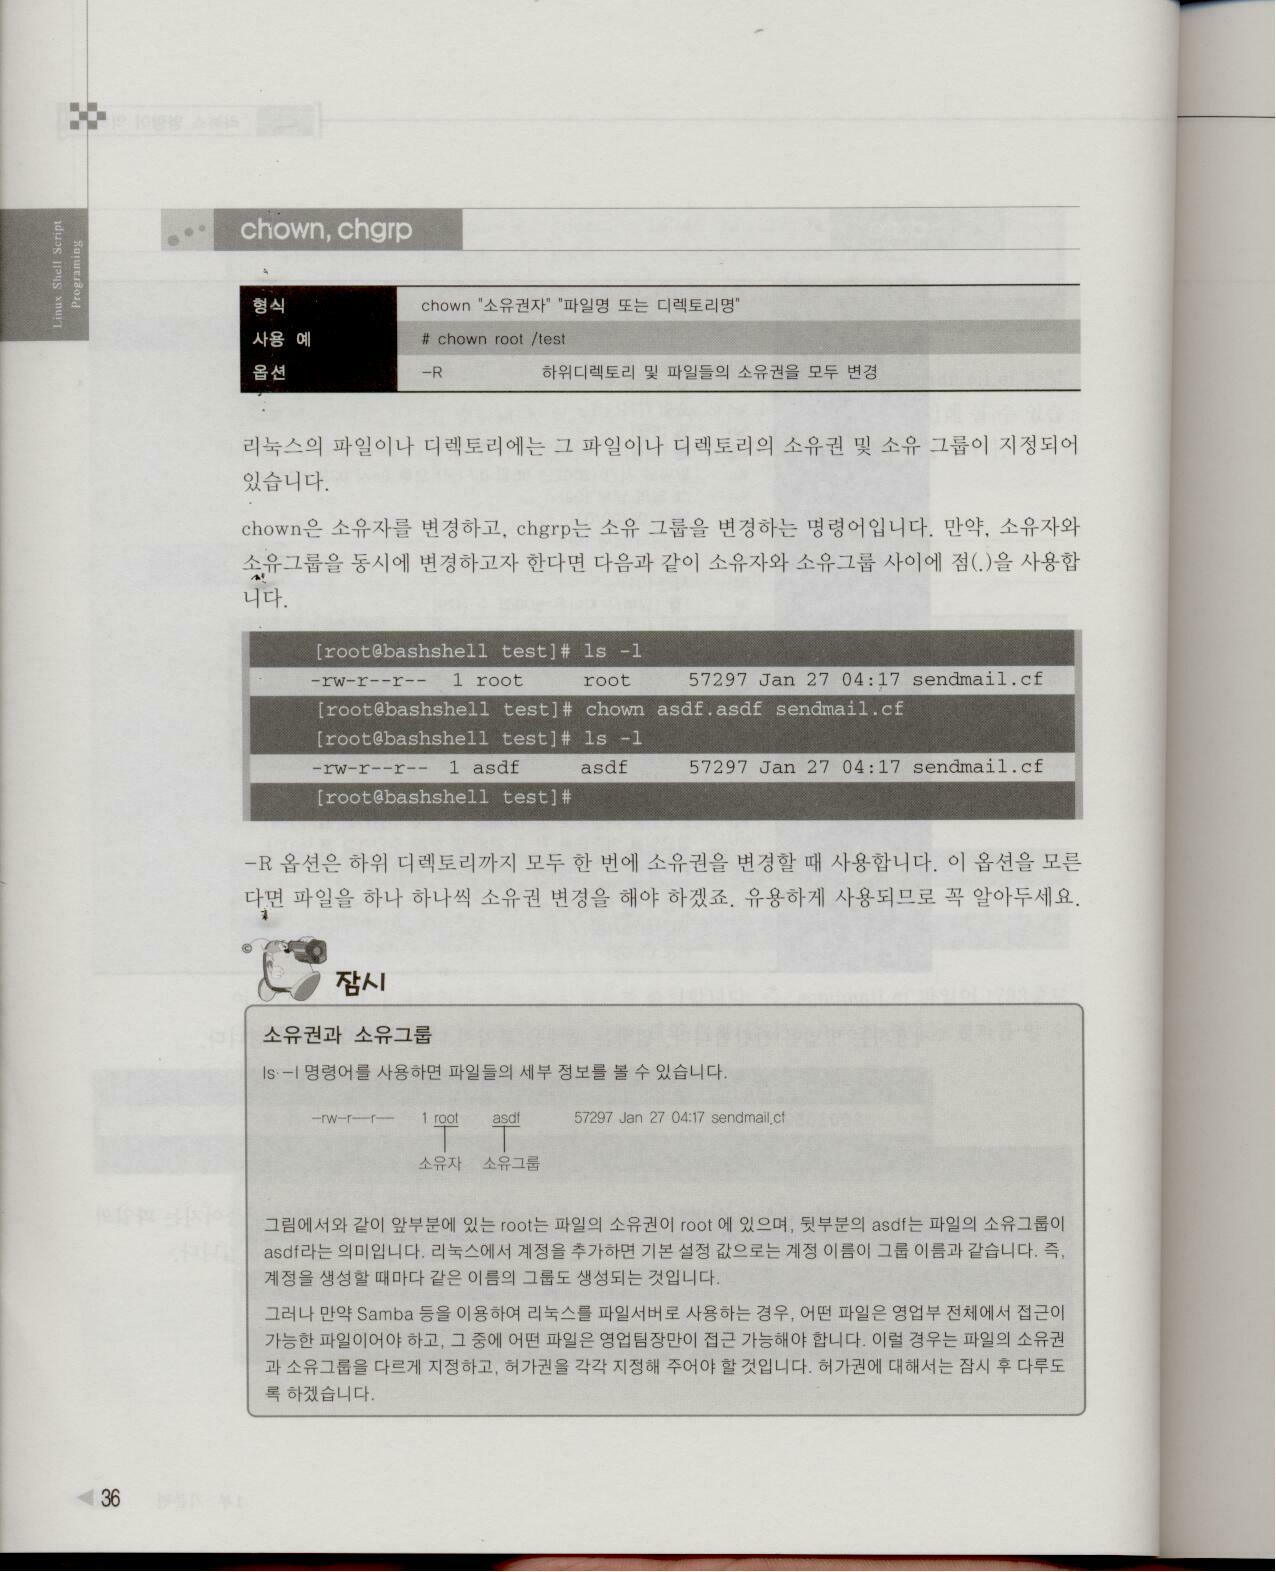 Linux Shell Script
Programing
chown, chgrp
형식 chown "소유권자" "파일명 또는 디렉토리명"
사용 예 # chown root /test
옵션 -R 하위디렉토리 및 파일들의 소유권을 모두 변경
리눅스의 파일이나 디렉토리에는 그 파일이나 디렉토리의 소유권 및 소유 그룹이 지정되어
있습니다.
chown은 소유자를 변경하고, chgrp는 소유 그룹을 변경하는 명령어입니다. 만약, 소유자와
소유그룹을 동시에 변경하고자 한다면 다음과 같이 소유자와 소유그룹 사이에 점(.)을 사용합
니다.
[root@bashshell test]# ls -l
-rw-r--r-- 1 root root 57297 Jan 27 04:17 sendmail.cf
[root@bashshell test]# chown asdf.asdf sendmail.cf
[root@bashshell test]# ls -l
-rw-r--r-- 1 asdf asdf 57297 Jan 27 04:17 sendmail.cf
[root@bashshell test]#
-R 옵션은 하위 디렉토리까지 모두 한 번에 소유권을 변경할 때 사용합니다. 이 옵션을 모른
다면 파일을 하나 하나씩 소유권 변경을 해야 하겠죠. 유용하게 사용되므로 꼭 알아두세요.
©
잠시
소유권과 소유그룹
ls -l 명령어를 사용하면 파일들의 세부 정보를 볼 수 있습니다.
-rw-r--r-- 1 root asdf 57297 Jan 27 04:17 sendmail.cf
소유자 소유그룹
그림에서와 같이 앞부분에 있는 root는 파일의 소유권이 root 에 있으며, 뒷부분의 asdf는 파일의 소유그룹이
asdf라는 의미입니다. 리눅스에서 계정을 추가하면 기본 설정 값으로는 계정 이름이 그룹 이름과 같습니다. 즉,
계정을 생성할 때마다 같은 이름의 그룹도 생성되는 것입니다.
그러나 만약 Samba 등을 이용하여 리눅스를 파일서버로 사용하는 경우, 어떤 파일은 영업부 전체에서 접근이
가능한 파일이어야 하고, 그 중에 어떤 파일은 영업팀장만이 접근 가능해야 합니다. 이럴 경우는 파일의 소유권
과 소유그룹을 다르게 지정하고, 허가권을 각각 지정해 주어야 할 것입니다. 허가권에 대해서는 잠시 후 다루도
록 하겠습니다.
36